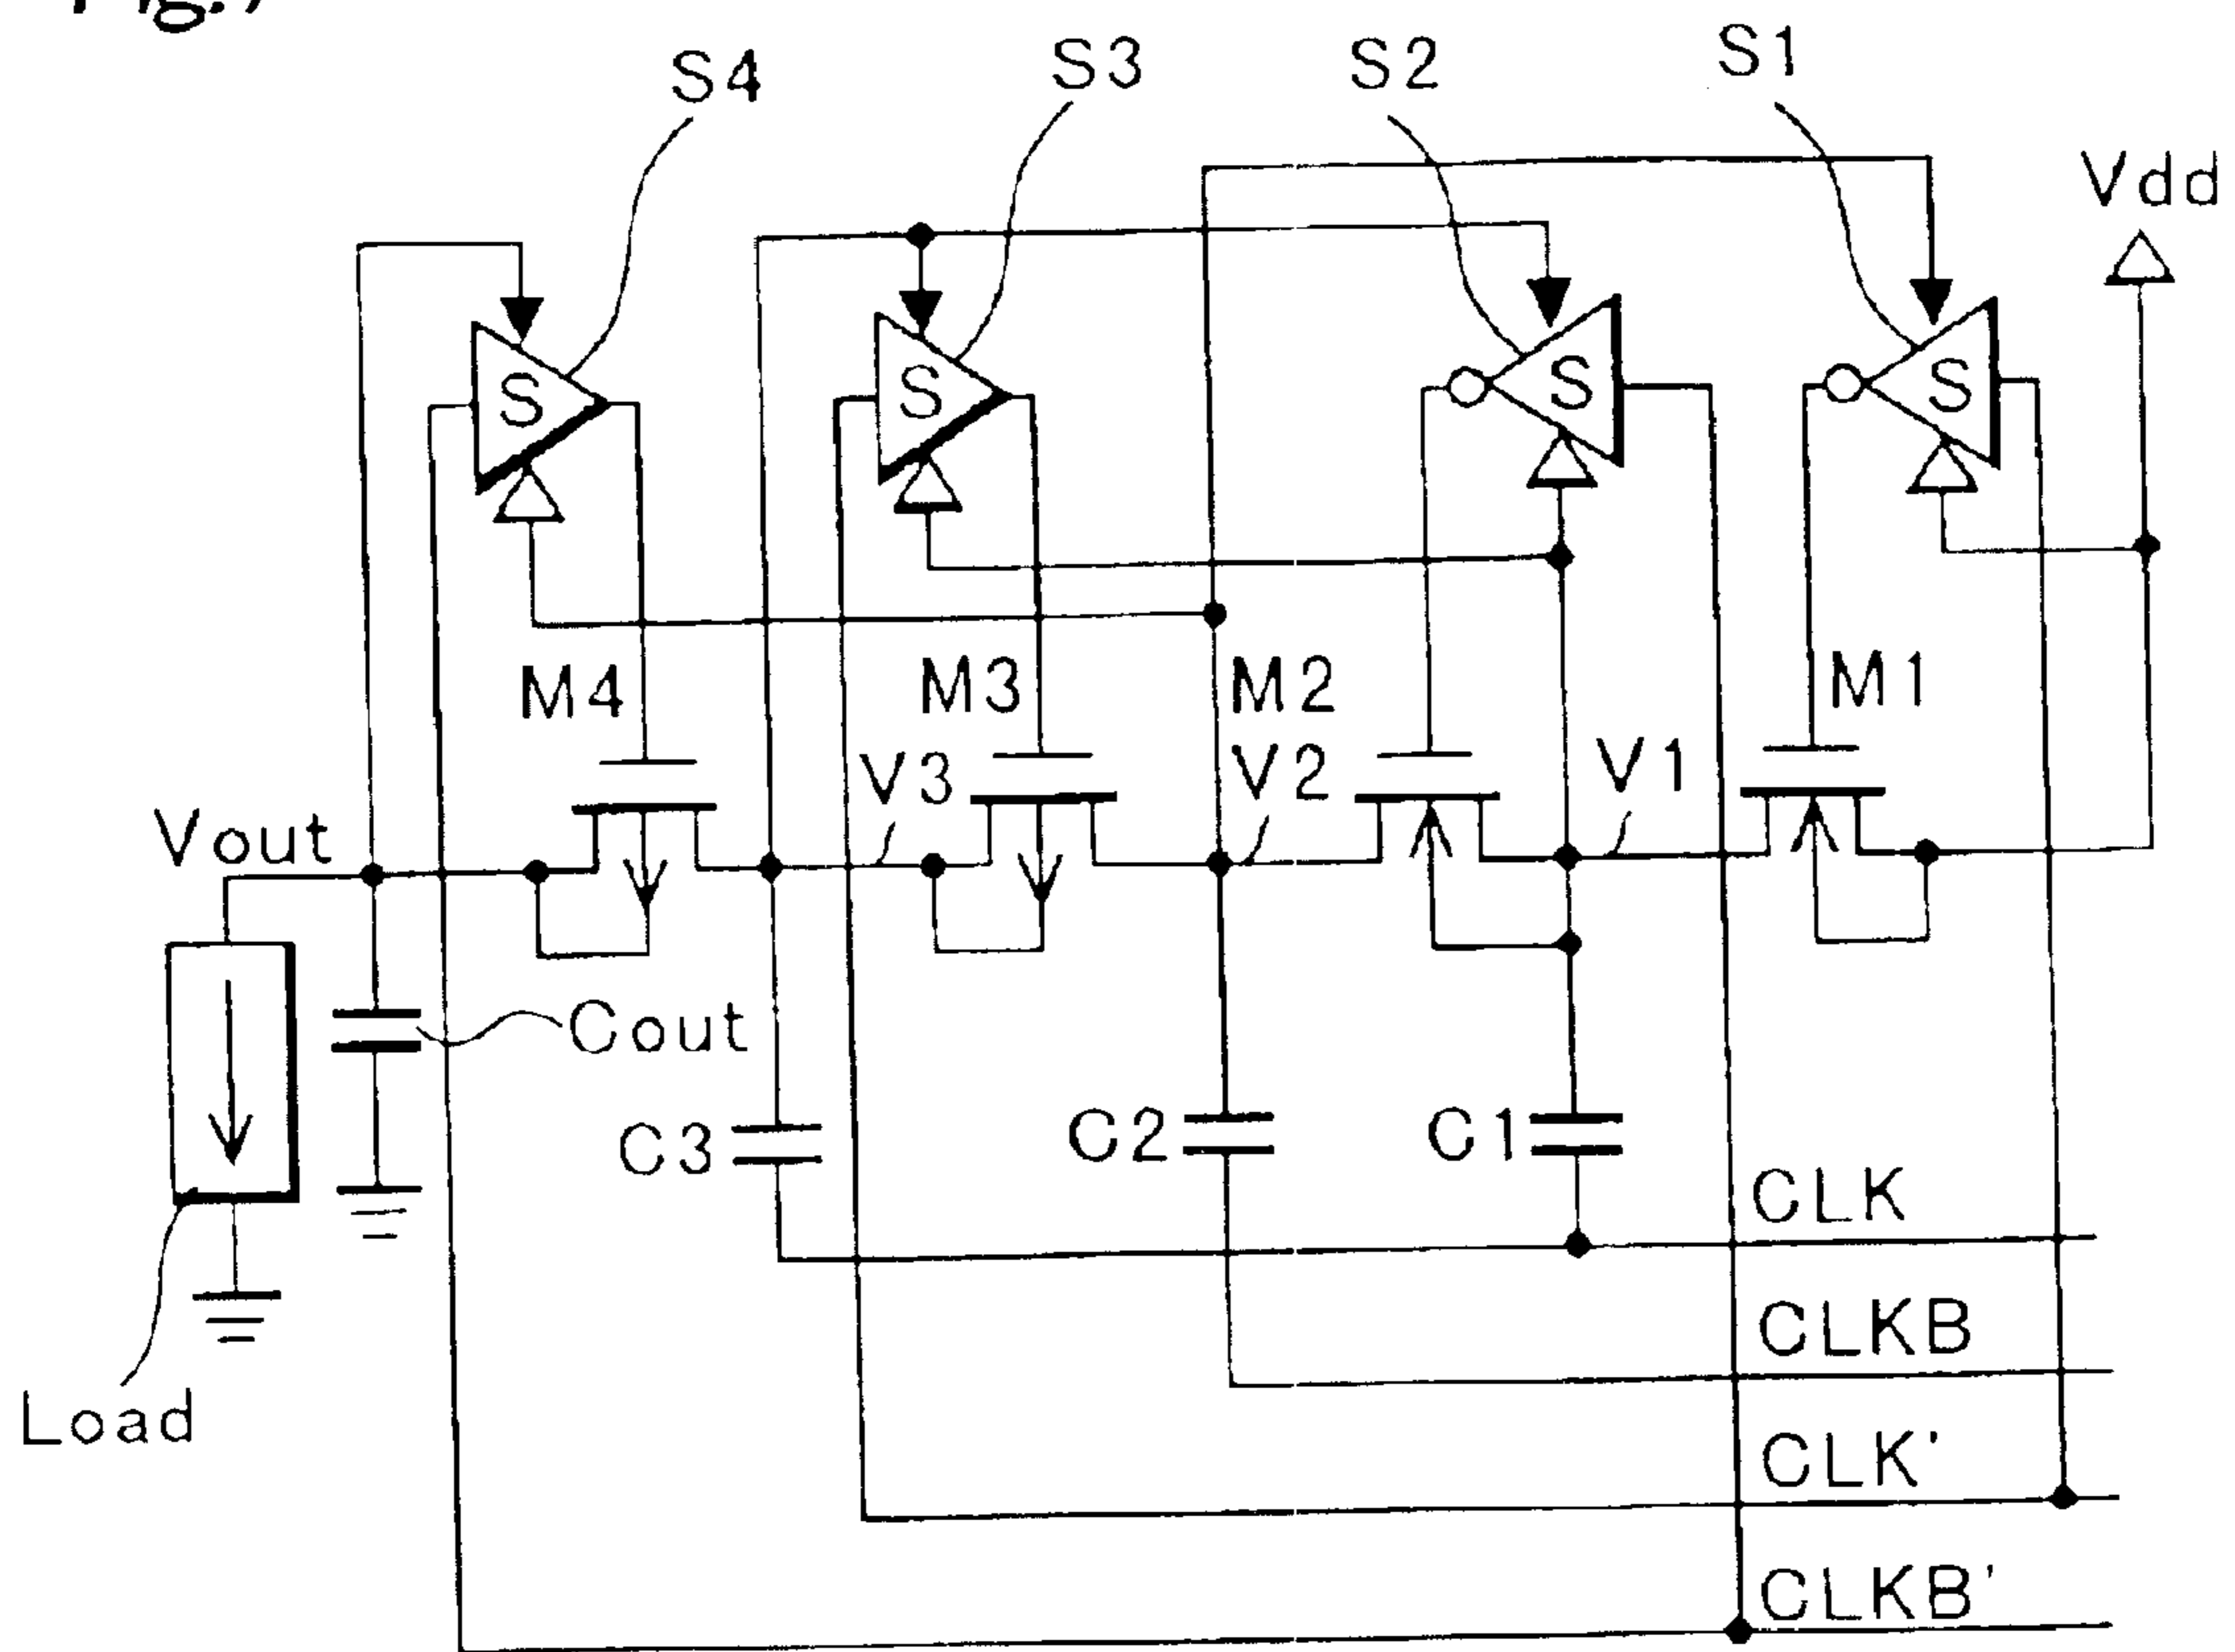 S4 S3 S2 S1
Vdd
S S S S
M4 M3 M2 M1
V3 V2 V1
Vout
Cout
C3 C2 C1
CLK
CLKB
Load
CLK'
CLKB'